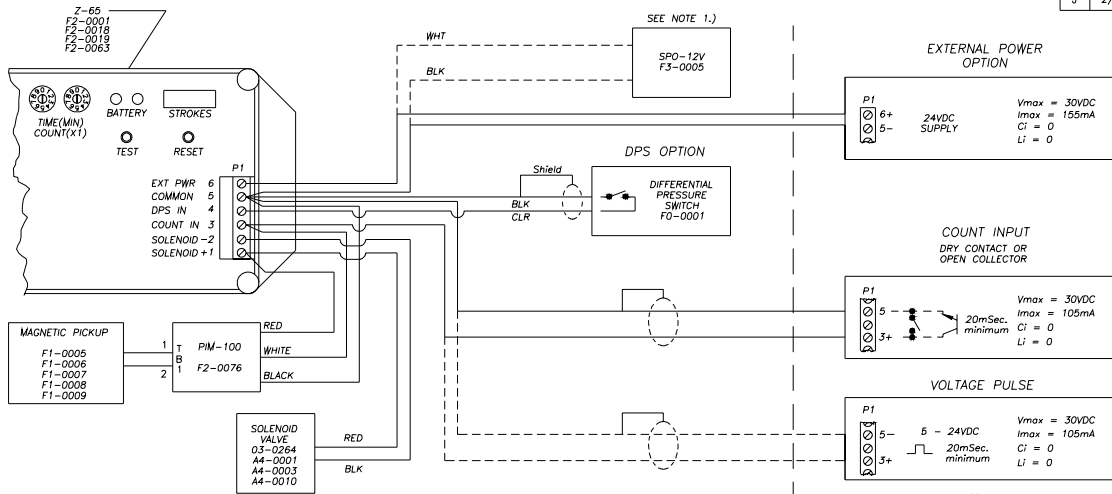 Z-65
F2-0001
F2-0018
F2-0019
F2-0063
TIME(MIN)
COUNT(X1)
BATTERY
STROKES
TEST
RESET
P1
EXT PWR 6
COMMON 5
DPS IN 4
COUNT IN 3
SOLENOID -2
SOLENOID +1
WHT
BLK
SEE NOTE 1.)
SPO-12V
F3-0005
DPS OPTION
Shield
BLK
CLR
DIFFERENTIAL
PRESSURE
SWITCH
F0-0001
EXTERNAL POWER
OPTION
P1
6+
5-
24VDC
SUPPLY
Vmax = 30VDC
Imax = 155mA
Ci = 0
Li = 0
COUNT INPUT
DRY CONTACT OR
OPEN COLLECTOR
P1
5
3+
20mSec.
minimum
Vmax = 30VDC
Imax = 105mA
Ci = 0
Li = 0
VOLTAGE PULSE
P1
5-
3+
5 - 24VDC
20mSec.
minimum
Vmax = 30VDC
Imax = 105mA
Ci = 0
Li = 0
MAGNETIC PICKUP
F1-0005
F1-0006
F1-0007
F1-0008
F1-0009
1
2
T
B
1
PIM-100
F2-0076
RED
WHITE
BLACK
SOLENOID
VALVE
03-0264
A4-0001
A4-0003
A4-0010
RED
BLK